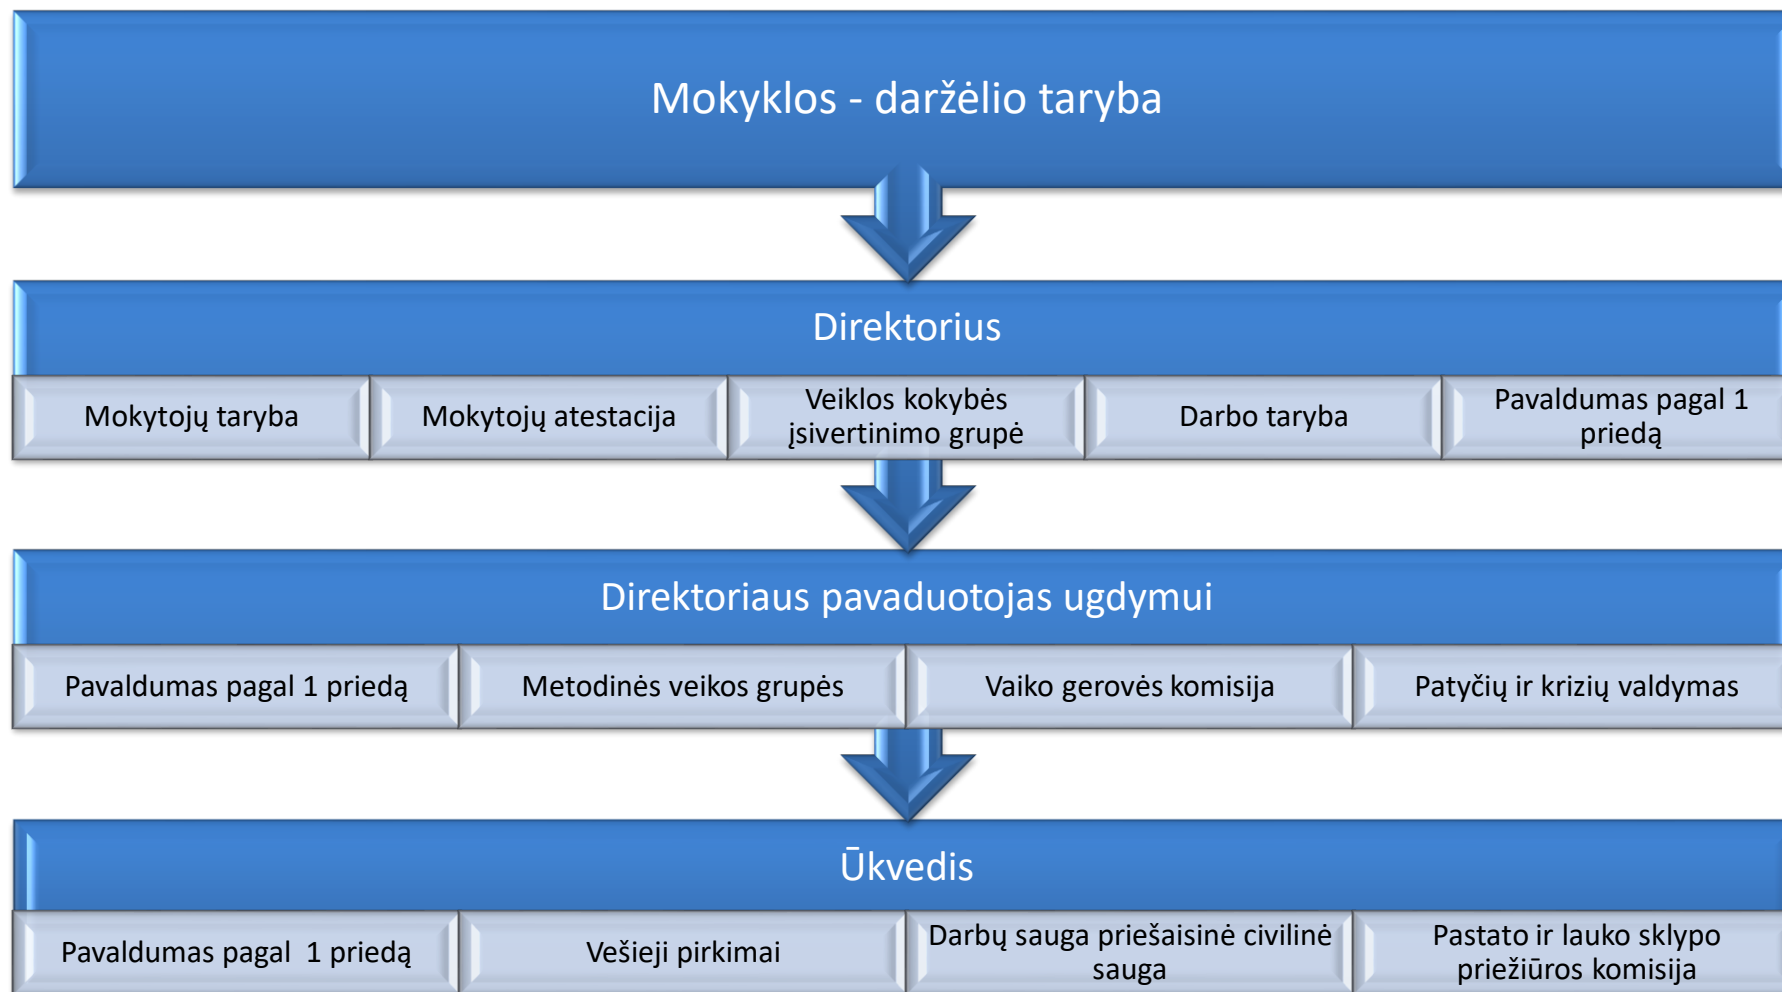 Mokyklos - daržėlio taryba
Direktorius
Mokytojų taryba
Mokytojų atestacija
Veiklos kokybės
įsivertinimo grupė
Darbo taryba
Pavaldumas pagal 1
priedą
Direktoriaus pavaduotojas ugdymui
Pavaldumas pagal 1 priedą
Metodinės veikos grupės
Vaiko gerovės komisija
Patyčių ir krizių valdymas
Ūkvedis
Pavaldumas pagal  1 priedą
Vešieji pirkimai
Darbų sauga priešaisinė civilinė
sauga
Pastato ir lauko sklypo
priežiūros komisija